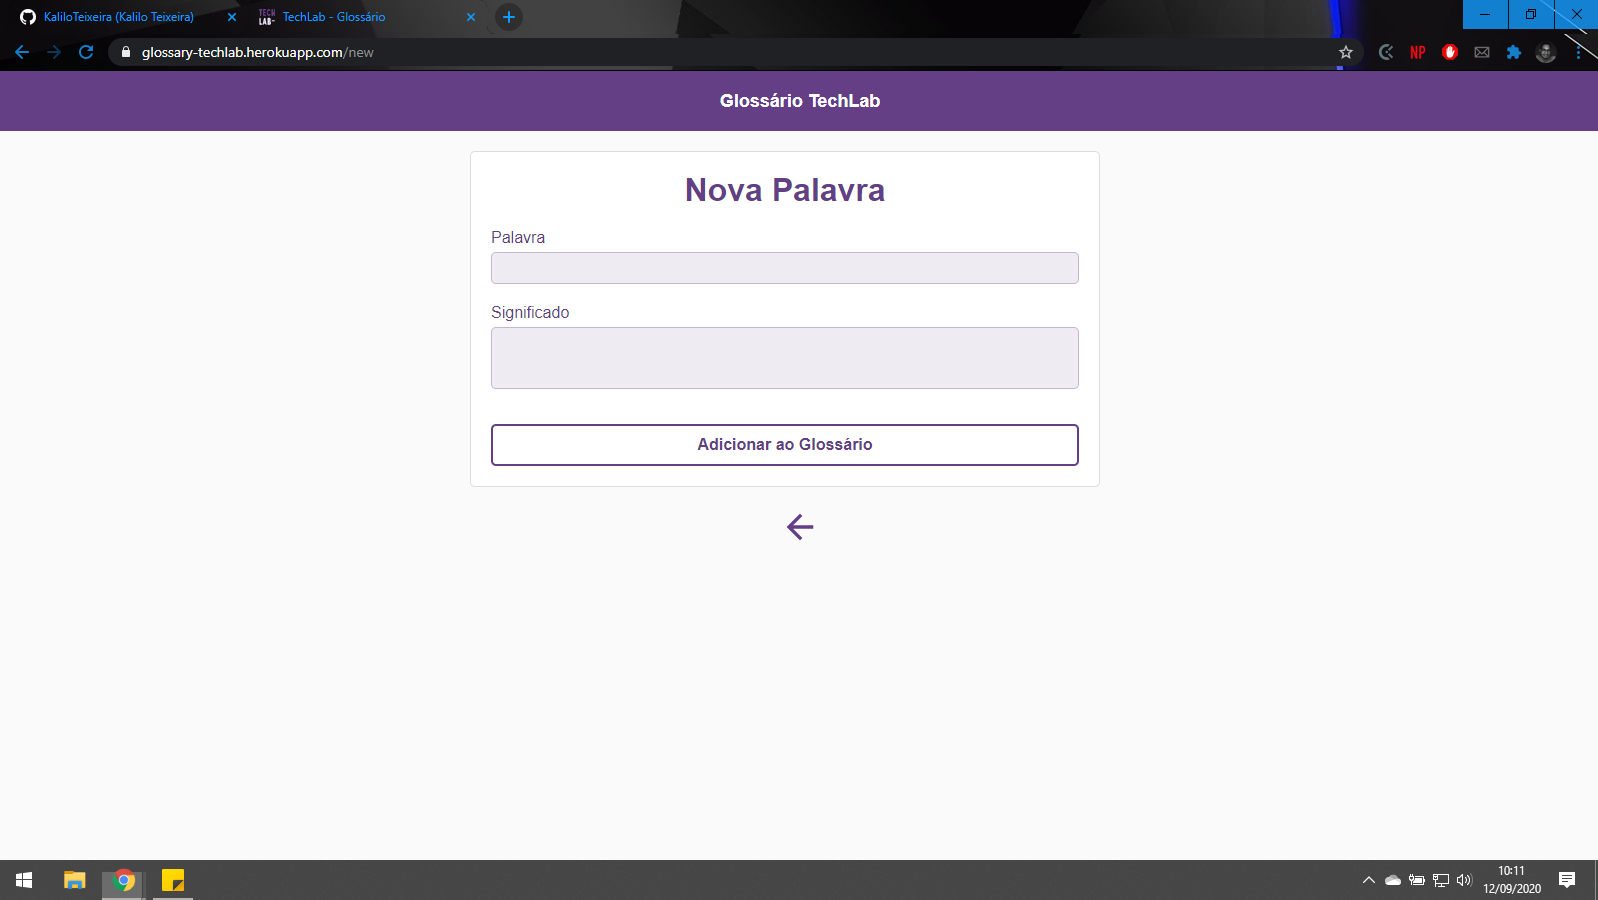 KaliloTeixeira (Kalilo Teixeira)
TECH
LAB
TechLab - Glossário
glossary-techlab.herokuapp.com/new
NP
Glossário TechLab
Nova Palavra
Palavra
Significado
Adicionar ao Glossário
10:11
12/09/2020